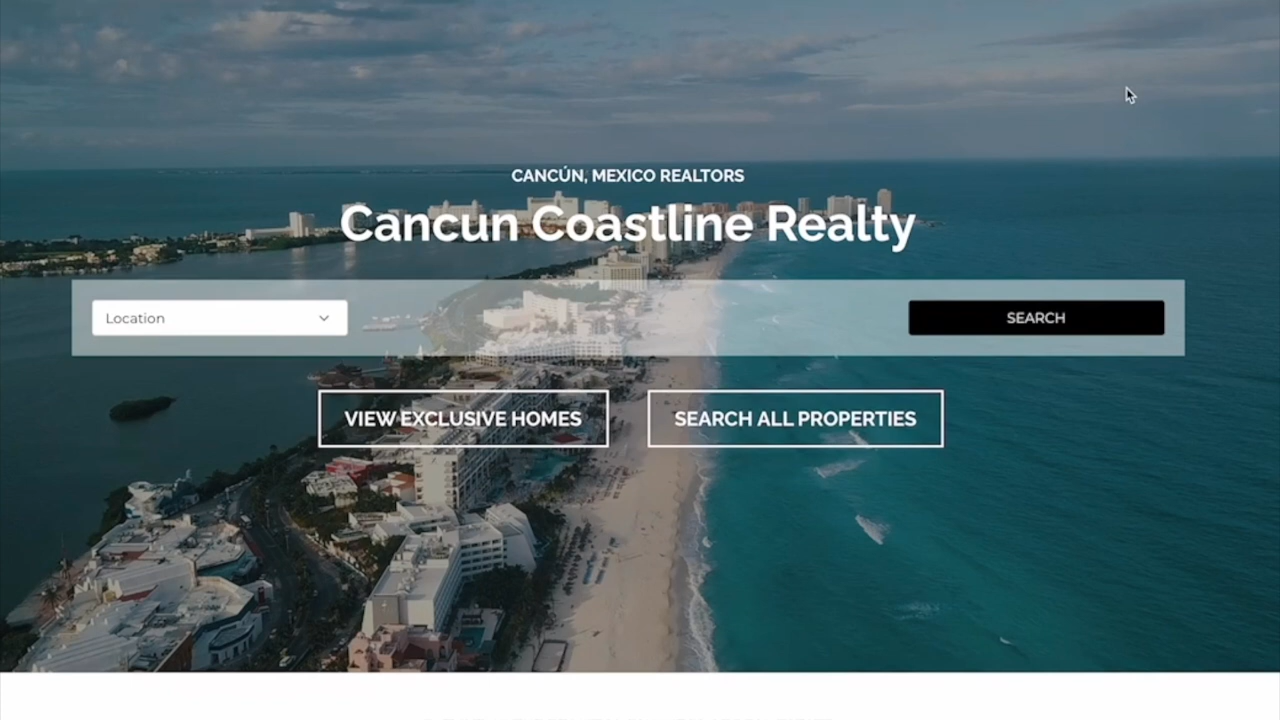 CANCÚN, MEXICO REALTORS
Cancun Coastline Realty
Location
SEARCH
VIEW EXCLUSIVE HOMES
SEARCH ALL PROPERTIES